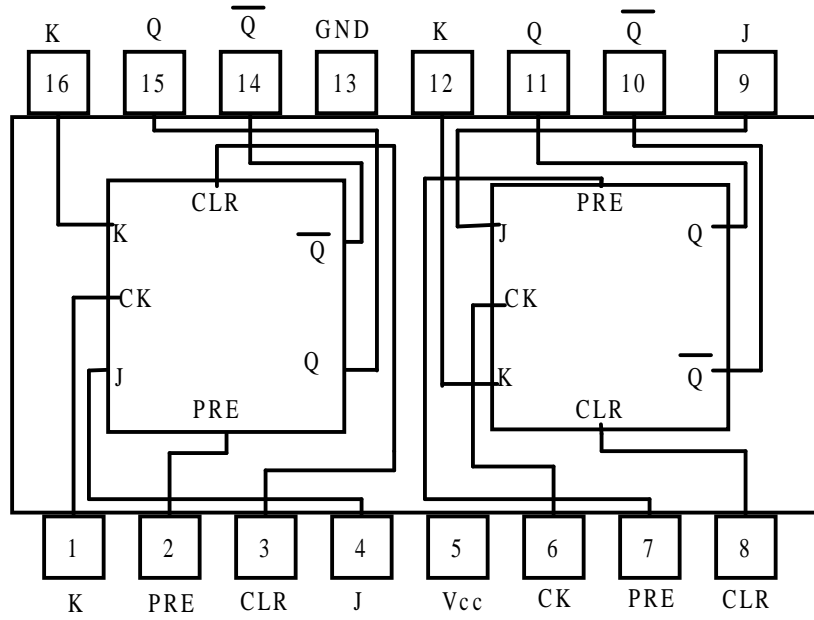 K Q Q̅ GND K Q Q̅ J
16 15 14 13 12 11 10 9
CLR PRE
K Q̅ J Q
CK CK
J Q K Q̅
PRE CLR
1 2 3 4 5 6 7 8
K PRE CLR J Vcc CK PRE CLR